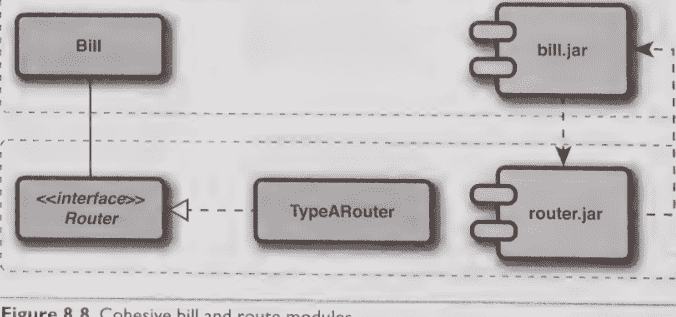 Bill
bill.jar
<<interface>>
Router
TypeARouter
router.jar
Figure 8.8 Cohesive bill and route modules